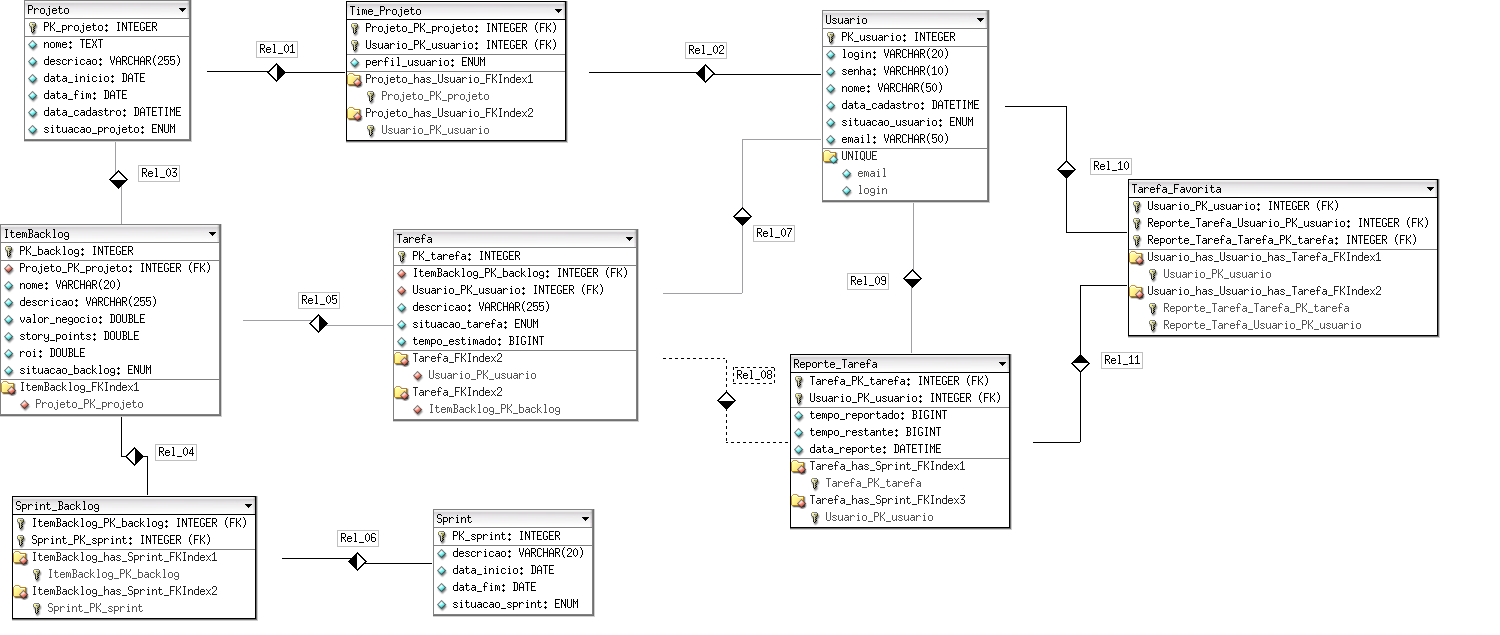 Projeto
PK_projeto: INTEGER
nome: TEXT
descricao: VARCHAR(255)
data_inicio: DATE
data_fim: DATE
data_cadastro: DATETIME
situacao_projeto: ENUM
Rel_01
Time_Projeto
Projeto_PK_projeto: INTEGER (FK)
Usuario_PK_usuario: INTEGER (FK)
perfil_usuario: ENUM
Projeto_has_Usuario_FKIndex1
Projeto_PK_projeto
Projeto_has_Usuario_FKIndex2
Usuario_PK_usuario
Rel_02
Usuario
PK_usuario: INTEGER
login: VARCHAR(20)
senha: VARCHAR(10)
nome: VARCHAR(50)
data_cadastro: DATETIME
situacao_usuario: ENUM
email: VARCHAR(50)
UNIQUE
email
login
Rel_03
Rel_10
Tarefa_Favorita
Usuario_PK_usuario: INTEGER (FK)
Reporte_Tarefa_Usuario_PK_usuario: INTEGER (FK)
Reporte_Tarefa_Tarefa_PK_tarefa: INTEGER (FK)
Usuario_has_Usuario_has_Tarefa_FKIndex1
Usuario_PK_usuario
Usuario_has_Usuario_has_Tarefa_FKIndex2
Reporte_Tarefa_Tarefa_PK_tarefa
Reporte_Tarefa_Usuario_PK_usuario
ItemBacklog
PK_backlog: INTEGER
Projeto_PK_projeto: INTEGER (FK)
nome: VARCHAR(20)
descricao: VARCHAR(255)
valor_negocio: DOUBLE
story_points: DOUBLE
roi: DOUBLE
situacao_backlog: ENUM
ItemBacklog_FKIndex1
Projeto_PK_projeto
Rel_05
Tarefa
PK_tarefa: INTEGER
ItemBacklog_PK_backlog: INTEGER (FK)
Usuario_PK_usuario: INTEGER (FK)
descricao: VARCHAR(255)
situacao_tarefa: ENUM
tempo_estimado: BIGINT
Tarefa_FKIndex2
Usuario_PK_usuario
Tarefa_FKIndex2
ItemBacklog_PK_backlog
Rel_07
Rel_09
Rel_08
Rel_11
Reporte_Tarefa
Tarefa_PK_tarefa: INTEGER (FK)
Usuario_PK_usuario: INTEGER (FK)
tempo_reportado: BIGINT
tempo_restante: BIGINT
data_reporte: DATETIME
Tarefa_has_Sprint_FKIndex1
Tarefa_PK_tarefa
Tarefa_has_Sprint_FKIndex3
Usuario_PK_usuario
Rel_04
Sprint_Backlog
ItemBacklog_PK_backlog: INTEGER (FK)
Sprint_PK_sprint: INTEGER (FK)
ItemBacklog_has_Sprint_FKIndex1
ItemBacklog_PK_backlog
ItemBacklog_has_Sprint_FKIndex2
Sprint_PK_sprint
Rel_06
Sprint
PK_sprint: INTEGER
descricao: VARCHAR(20)
data_inicio: DATE
data_fim: DATE
situacao_sprint: ENUM